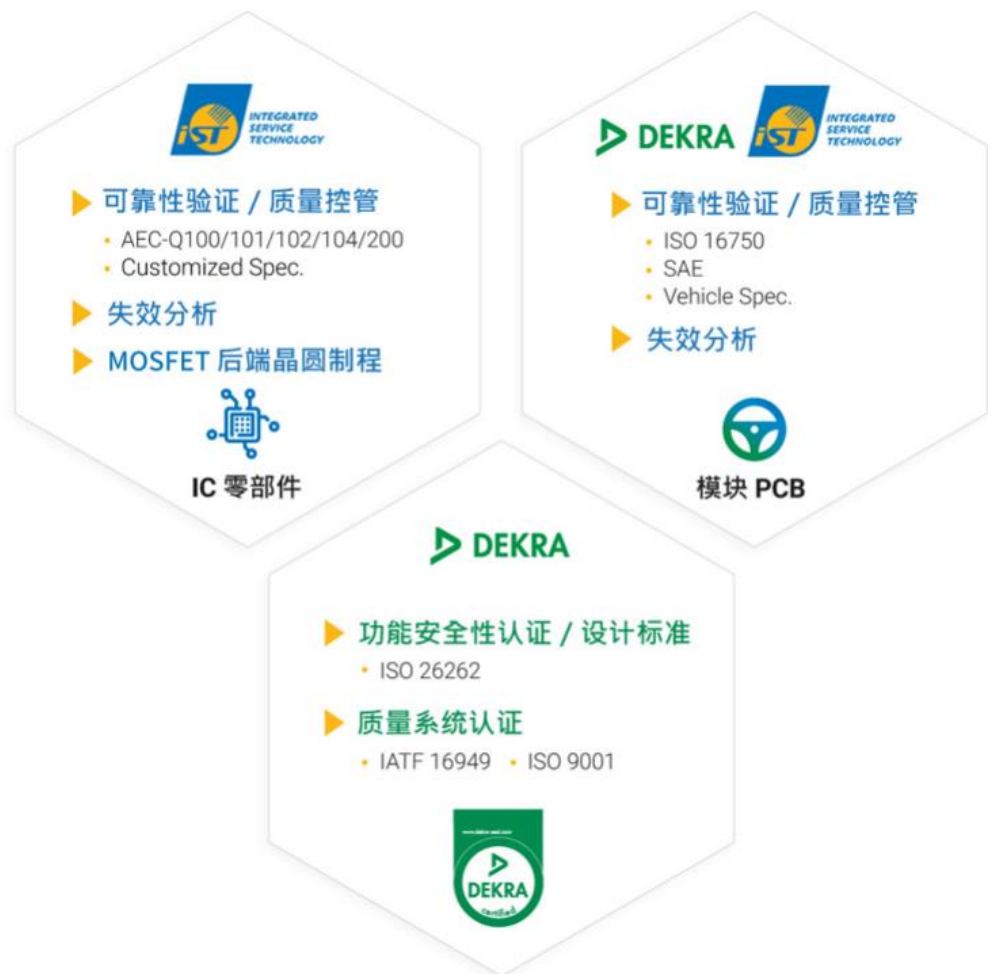 iST INTEGRATED
SERVICE
TECHNOLOGY
可靠性验证 / 质量控管
AEC-Q100/101/102/104/200
Customized Spec.
失效分析
MOSFET 后端晶圆制程
IC 零部件
DEKRA
iST INTEGRATED
SERVICE
TECHNOLOGY
可靠性验证 / 质量控管
ISO 16750
SAE
Vehicle Spec.
失效分析
模块 PCB
DEKRA
功能安全性认证 / 设计标准
ISO 26262
质量系统认证
IATF 16949 ISO 9001
DEKRA
certified